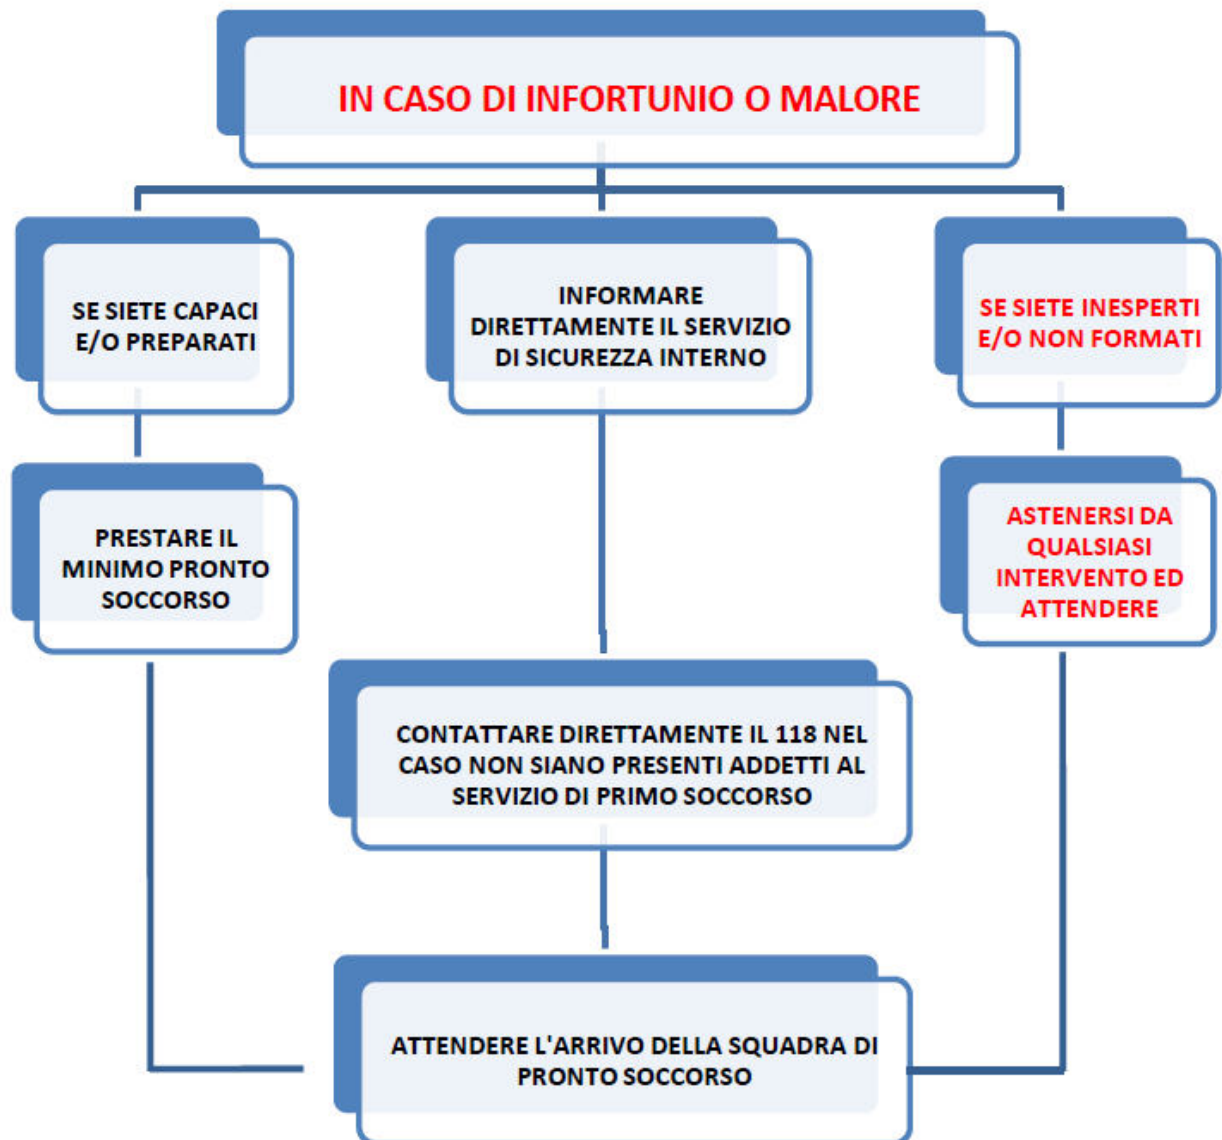 IN CASO DI INFORTUNIO O MALORE
SE SIETE CAPACI
E/O PREPARATI
INFORMARE
DIRETTAMENTE IL SERVIZIO
DI SICUREZZA INTERNO
SE SIETE INESPERTI
E/O NON FORMATI
PRESTARE IL
MINIMO PRONTO
SOCCORSO
ASTENERSI DA
QUALSIASI
INTERVENTO ED
ATTENDERE
CONTATTARE DIRETTAMENTE IL 118 NEL
CASO NON SIANO PRESENTI ADDETTI AL
SERVIZIO DI PRIMO SOCCORSO
ATTENDERE L'ARRIVO DELLA SQUADRA DI
PRONTO SOCCORSO